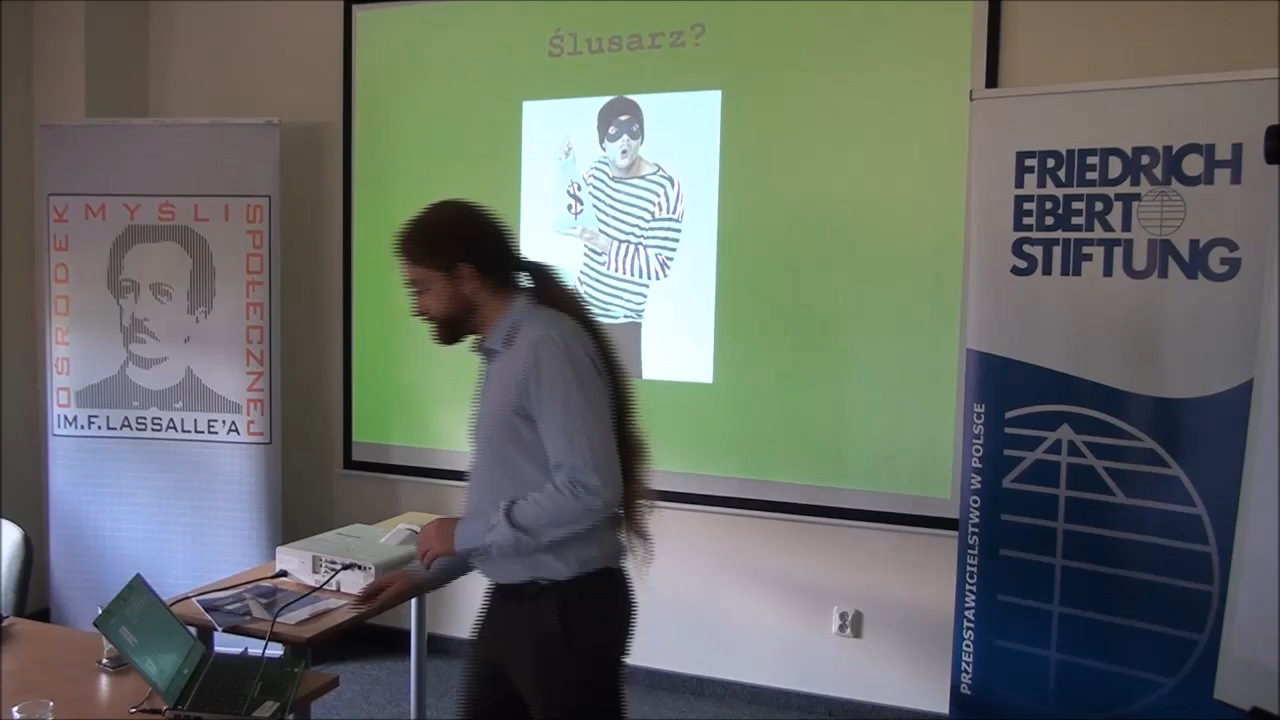 Ślusarz?
$
OŚRODEK
MYŚLI
SPOŁECZNEJ
IM.F.LASSALLE'A
FRIEDRICH
EBERT
STIFTUNG
PRZEDSTAWICIELSTWO W POLSCE